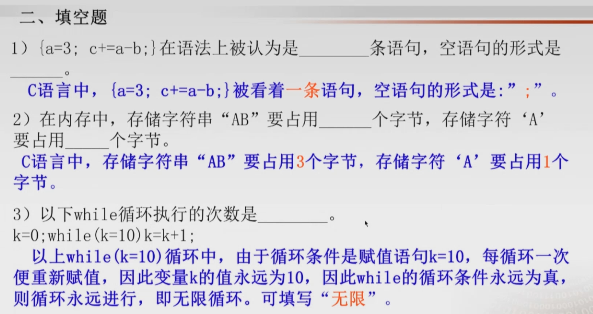 二、填空题
1）{a=3; c+=a-b;}在语法上被认为是________条语句，空语句的形式是
______。
C语言中，{a=3; c+=a-b;}被看着一条语句，空语句的形式是:”;”。
2）在内存中，存储字符串“AB”要占用______个字节，存储字符‘A’
要占用_____个字节。
C语言中，存储字符串“AB”要占用3个字节，存储字符‘A’要占用1个
字节。
3）以下while循环执行的次数是________。
k=0;while(k=10)k=k+1;
以上while(k=10)循环中，由于循环条件是赋值语句k=10，每循环一次
便重新赋值，因此变量k的值永远为10，因此while的循环条件永远为真，
则循环永远进行，即无限循环。可填写“无限”。